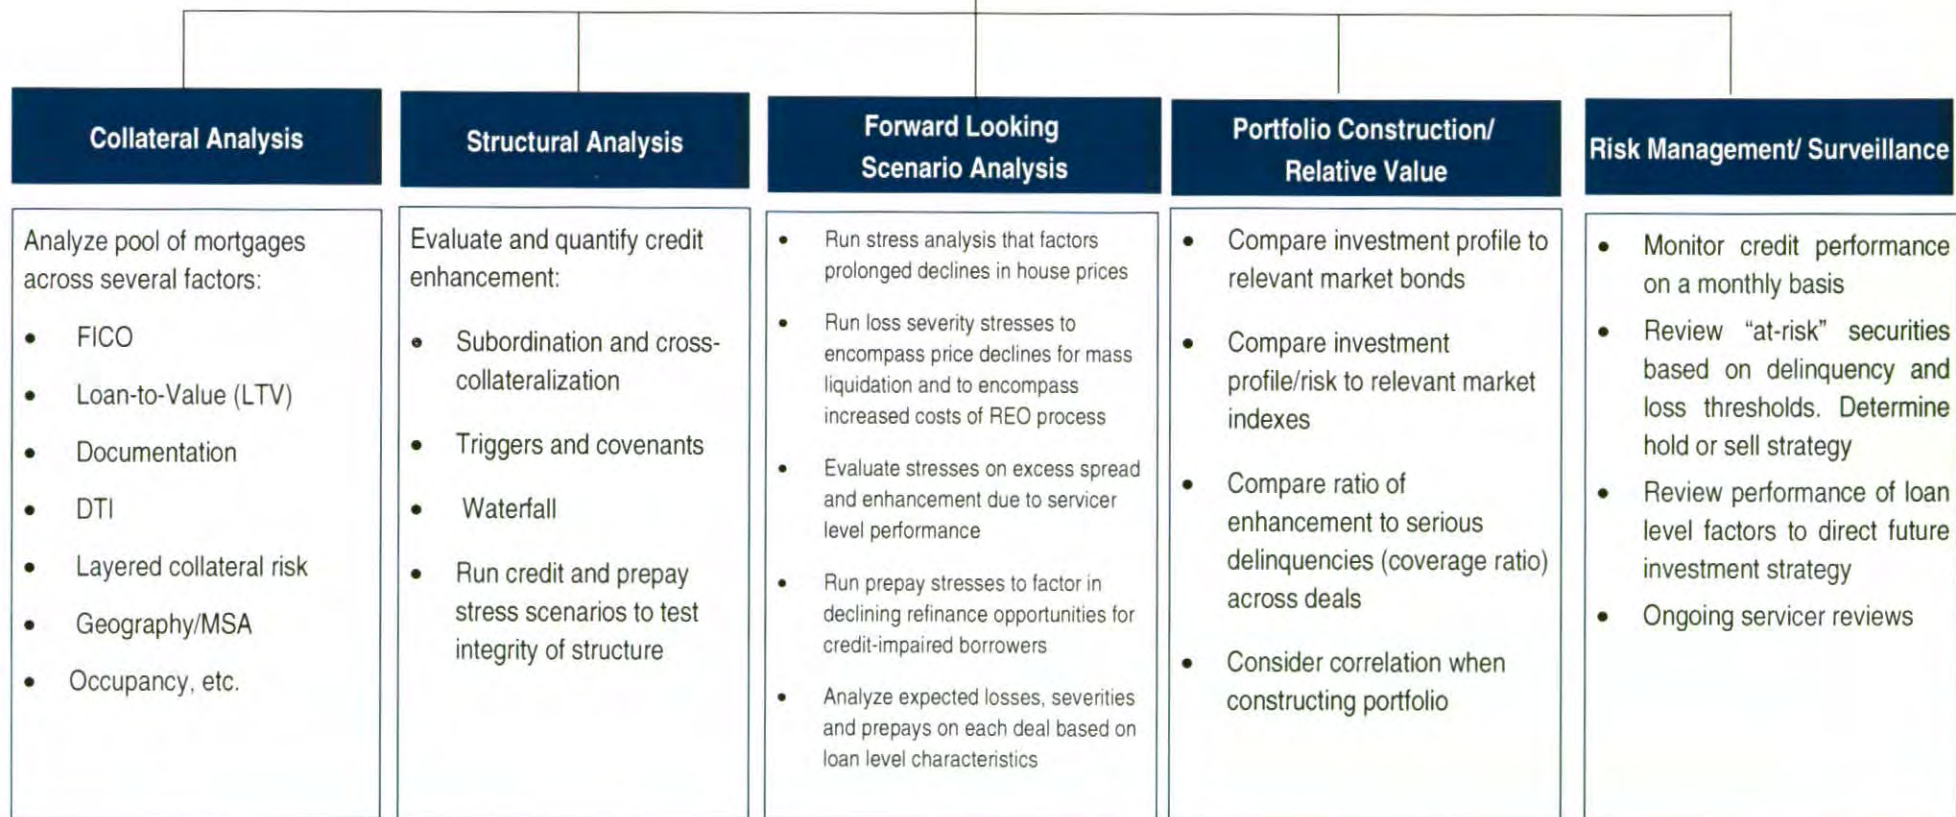 Collateral Analysis
Analyze pool of mortgages
across several factors:
• FICO
• Loan-to-Value (LTV)
• Documentation
• DTI
• Layered collateral risk
• Geography/MSA
• Occupancy, etc.
Structural Analysis
Evaluate and quantify credit
enhancement:
• Subordination and cross-
collateralization
• Triggers and covenants
• Waterfall
• Run credit and prepay
stress scenarios to test
integrity of structure
Forward Looking
Scenario Analysis
• Run stress analysis that factors
prolonged declines in house prices
• Run loss severity stresses to
encompass price declines for mass
liquidation and to encompass
increased costs of REO process
• Evaluate stresses on excess spread
and enhancement due to servicer
level performance
• Run prepay stresses to factor in
declining refinance opportunities for
credit-impaired borrowers
• Analyze expected losses, severities
and prepays on each deal based on
loan level characteristics
Portfolio Construction/
Relative Value
• Compare investment profile to
relevant market bonds
• Compare investment
profile/risk to relevant market
indexes
• Compare ratio of
enhancement to serious
delinquencies (coverage ratio)
across deals
• Consider correlation when
constructing portfolio
Risk Management/ Surveillance
• Monitor credit performance
on a monthly basis
• Review “at-risk” securities
based on delinquency and
loss thresholds. Determine
hold or sell strategy
• Review performance of loan
level factors to direct future
investment strategy
• Ongoing servicer reviews